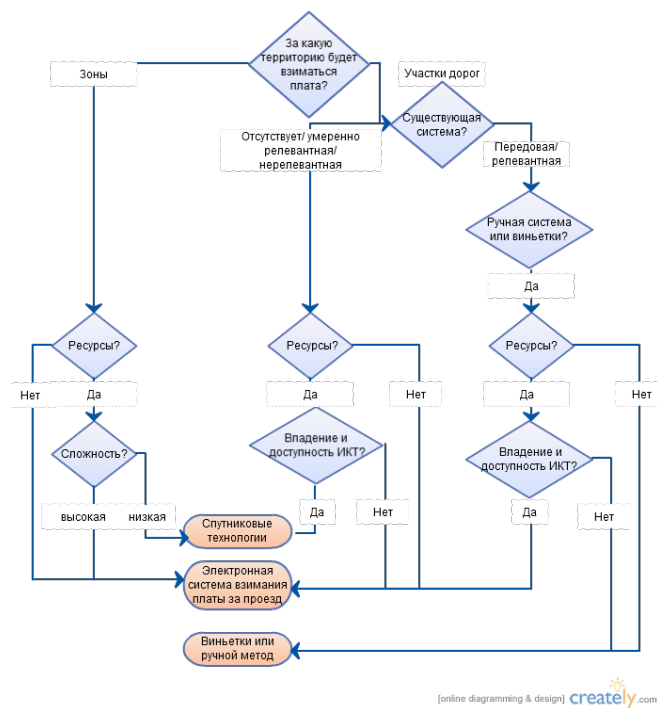 За какую
территорию будет
взиматься
плата?
Зоны
Участки дорог
Существующая
система?
Отсутствует/ умеренно
релевантная/
нерелевантная
Передовая/
релевантная
Ручная система
или виньетки?
Да
Ресурсы?
Ресурсы?
Ресурсы?
Нет
Да
Да
Нет
Да
Нет
Сложность?
Владение и
доступность ИКТ?
Владение и
доступность ИКТ?
высокая
низкая
Да
Нет
Да
Нет
Спутниковые
технологии
Электронная
система взимания
платы за проезд
Виньетки или
ручной метод
[online diagramming & design] creately.com